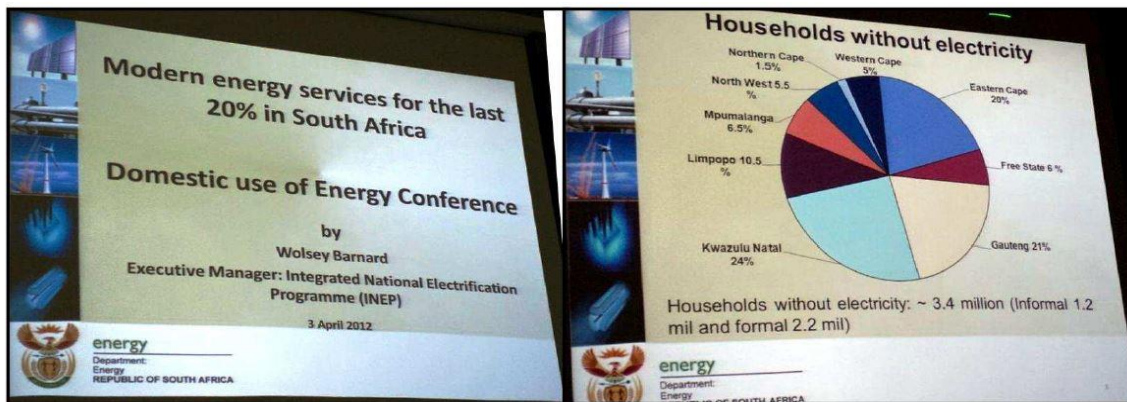 Modern energy services for the last
20% in South Africa
Domestic use of Energy Conference
by
Wolsey Barnard
Executive Manager: Integrated National Electrification
Programme (INEP)
3 April 2012
energy
Department:
Energy
REPUBLIC OF SOUTH AFRICA
Households without electricity
Northern Cape
1.5%
Western Cape
5%
North West 5.5
%
Eastern Cape
20%
Mpumalanga
6.5%
Limpopo 10.5
%
Free State 6 %
Kwazulu Natal
24%
Gauteng 21%
Households without electricity: ~ 3.4 million (Informal 1.2
mil and formal 2.2 mil)
energy
Department:
Energy
REPUBLIC OF SOUTH AFRICA